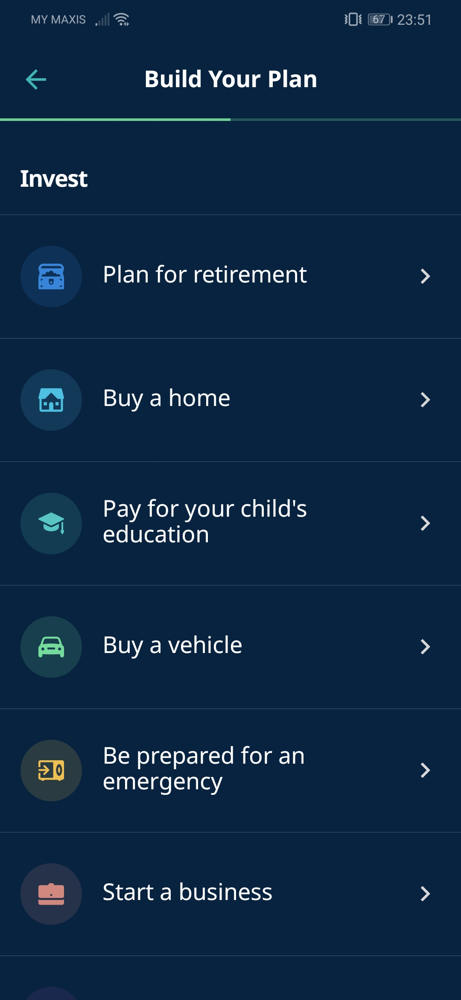 MY MAXIS 67 23:51
Build Your Plan
Invest
Plan for retirement
Buy a home
Pay for your child's
education
Buy a vehicle
Be prepared for an
emergency
Start a business